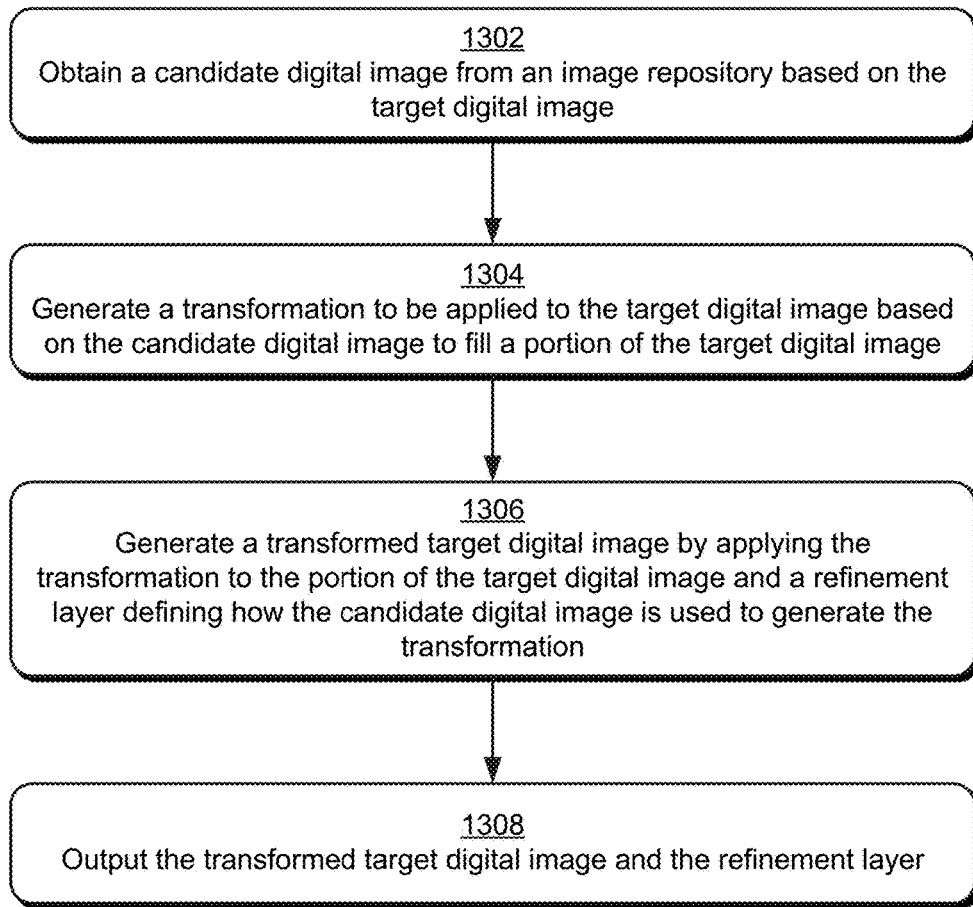 1302
Obtain a candidate digital image from an image repository based on the
target digital image
1304
Generate a transformation to be applied to the target digital image based
on the candidate digital image to fill a portion of the target digital image
1306
Generate a transformed target digital image by applying the
transformation to the portion of the target digital image and a refinement
layer defining how the candidate digital image is used to generate the
transformation
1308
Output the transformed target digital image and the refinement layer